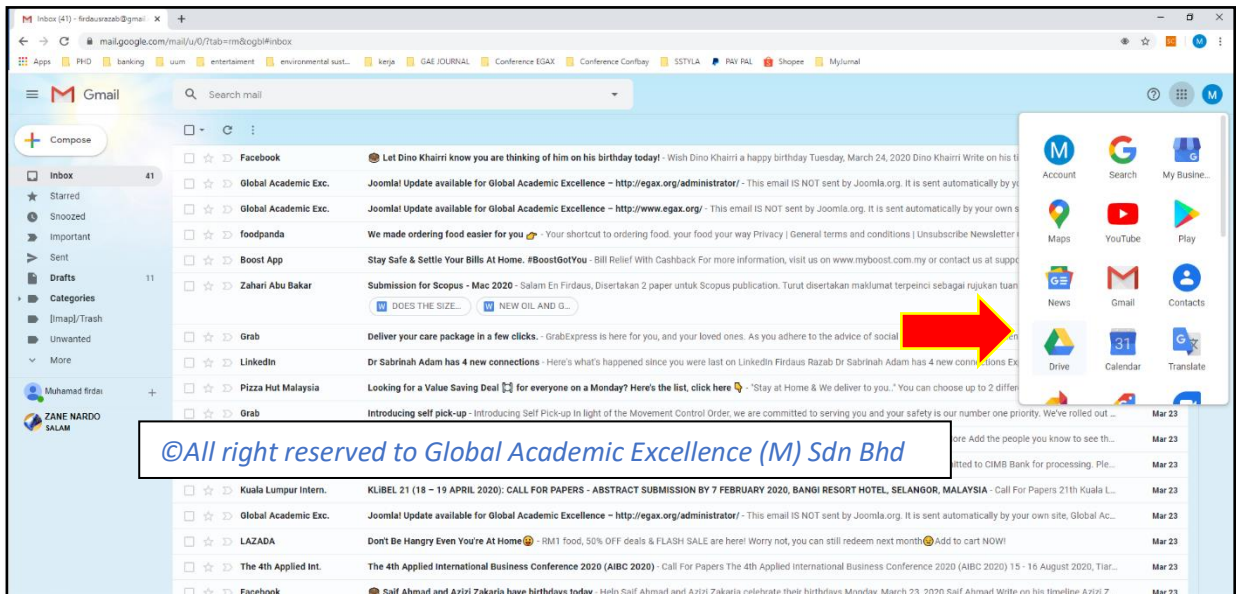 Inbox (41) - firdausrazab@gmail
mail.google.com/mail/u/0/?tab=rm&ogbl#inbox
Apps PHD banking uum entertaiment environmental sust... kerja GAE JOURNAL Conference EGAX Conference Confbay SSTYLA PAY PAL Shopee MyJurnal
Gmail
Search mail
M
Compose
Inbox 41
Starred
Snoozed
Important
Sent
Drafts 11
Categories
[Imap]/Trash
Unwanted
More
Muhamad firdau
ZANE NARDO
SALAM
Facebook Let Dino Khairri know you are thinking of him on his birthday today! - Wish Dino Khairri a happy birthday Tuesday, March 24, 2020 Dino Khairri Write on his
Global Academic Exc. Joomla! Update available for Global Academic Excellence – http://egax.org/administrator/ - This email IS NOT sent by Joomla.org. It is sent automatically by
Global Academic Exc. Joomla! Update available for Global Academic Excellence – http://www.egax.org/ - This email IS NOT sent by Joomla.org. It is sent automatically by your own
foodpanda We made ordering food easier for you - Your shortcut to ordering food. your food your way Privacy | General terms and conditions | Unsubscribe Newsletter
Boost App Stay Safe & Settle Your Bills At Home. #BoostGotYou - Bill Relief With Cashback For more information, visit us on www.myboost.com.my or contact us at
Zahari Abu Bakar Submission for Scopus - Mac 2020 - Salam En Firdaus, Disertakan 2 paper untuk Scopus publication. Turut disertakan maklumat terpeinci sebagai rujukan tuan
DOES THE SIZE... NEW OIL AND G...
Grab Deliver your care package in a few clicks. - GrabExpress is here for you, and your loved ones. As you adhere to the advice of social
LinkedIn Dr Sabrinah Adam has 4 new connections - Here's what's happened since you were last on LinkedIn Firdaus Razab Dr Sabrinah Adam has 4 new connections
Pizza Hut Malaysia Looking for a Value Saving Deal for everyone on a Monday? Here's the list, click here - "Stay at Home & We deliver to you.." You can choose up to 2
Grab Introducing self pick-up - Introducing Self Pick-up In light of the Movement Control Order, we are committed to serving you and your safety is our number one priority. We've rolled out ... Mar 23
ore Add the people you know to see th... Mar 23
itted to CIMB Bank for processing. Ple... Mar 23
©All right reserved to Global Academic Excellence (M) Sdn Bhd
Kuala Lumpur Intern. KLiBEL 21 (18 – 19 APRIL 2020): CALL FOR PAPERS - ABSTRACT SUBMISSION BY 7 FEBRUARY 2020, BANGI RESORT HOTEL, SELANGOR, MALAYSIA - Call For Papers 21th Kuala L... Mar 23
Global Academic Exc. Joomla! Update available for Global Academic Excellence – http://egax.org/administrator/ - This email IS NOT sent by Joomla.org. It is sent automatically by your own site, Global Ac... Mar 23
LAZADA Don't Be Hangry Even You're At Home - RM1 food, 50% OFF deals & FLASH SALE are here! Worry not, you can still redeem next month Add to cart NOW! Mar 23
The 4th Applied Int. The 4th Applied International Business Conference 2020 (AIBC 2020) - Call For Papers The 4th Applied International Business Conference 2020 (AIBC 2020) 15 - 16 August 2020, Tiar... Mar 23
Facebook Saif Ahmad and Azizi Zakaria have birthdays today - Help Saif Ahmad and Azizi Zakaria celebrate their birthdays Monday, March 23, 2020 Saif Ahmad Write on his timeline Azizi Z... Mar 23
Account Search My Busine...
Maps YouTube Play
News Gmail Contacts
Drive Calendar Translate